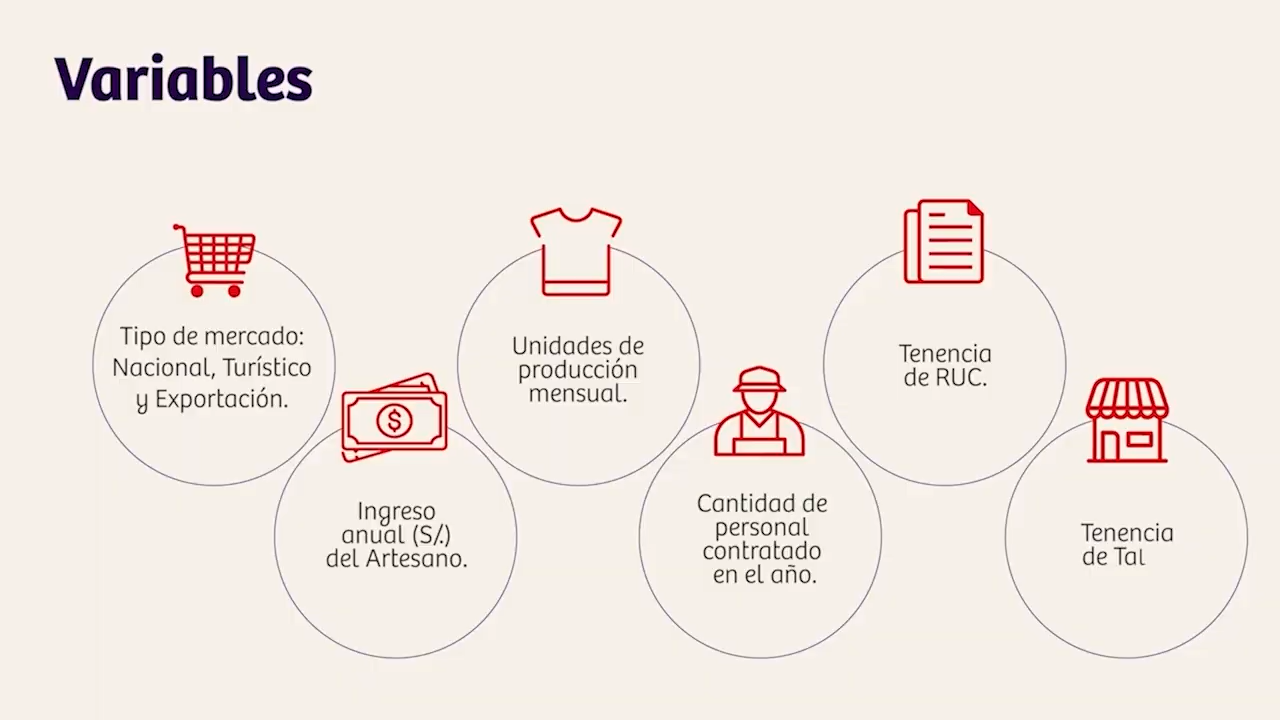 Variables
Tipo de mercado:
Nacional, Turístico
y Exportación.
Ingreso
anual (S/.)
del Artesano.
Unidades de
producción
mensual.
Cantidad de
personal
contratado
en el año.
Tenencia
de RUC.
Tenencia
de Tal